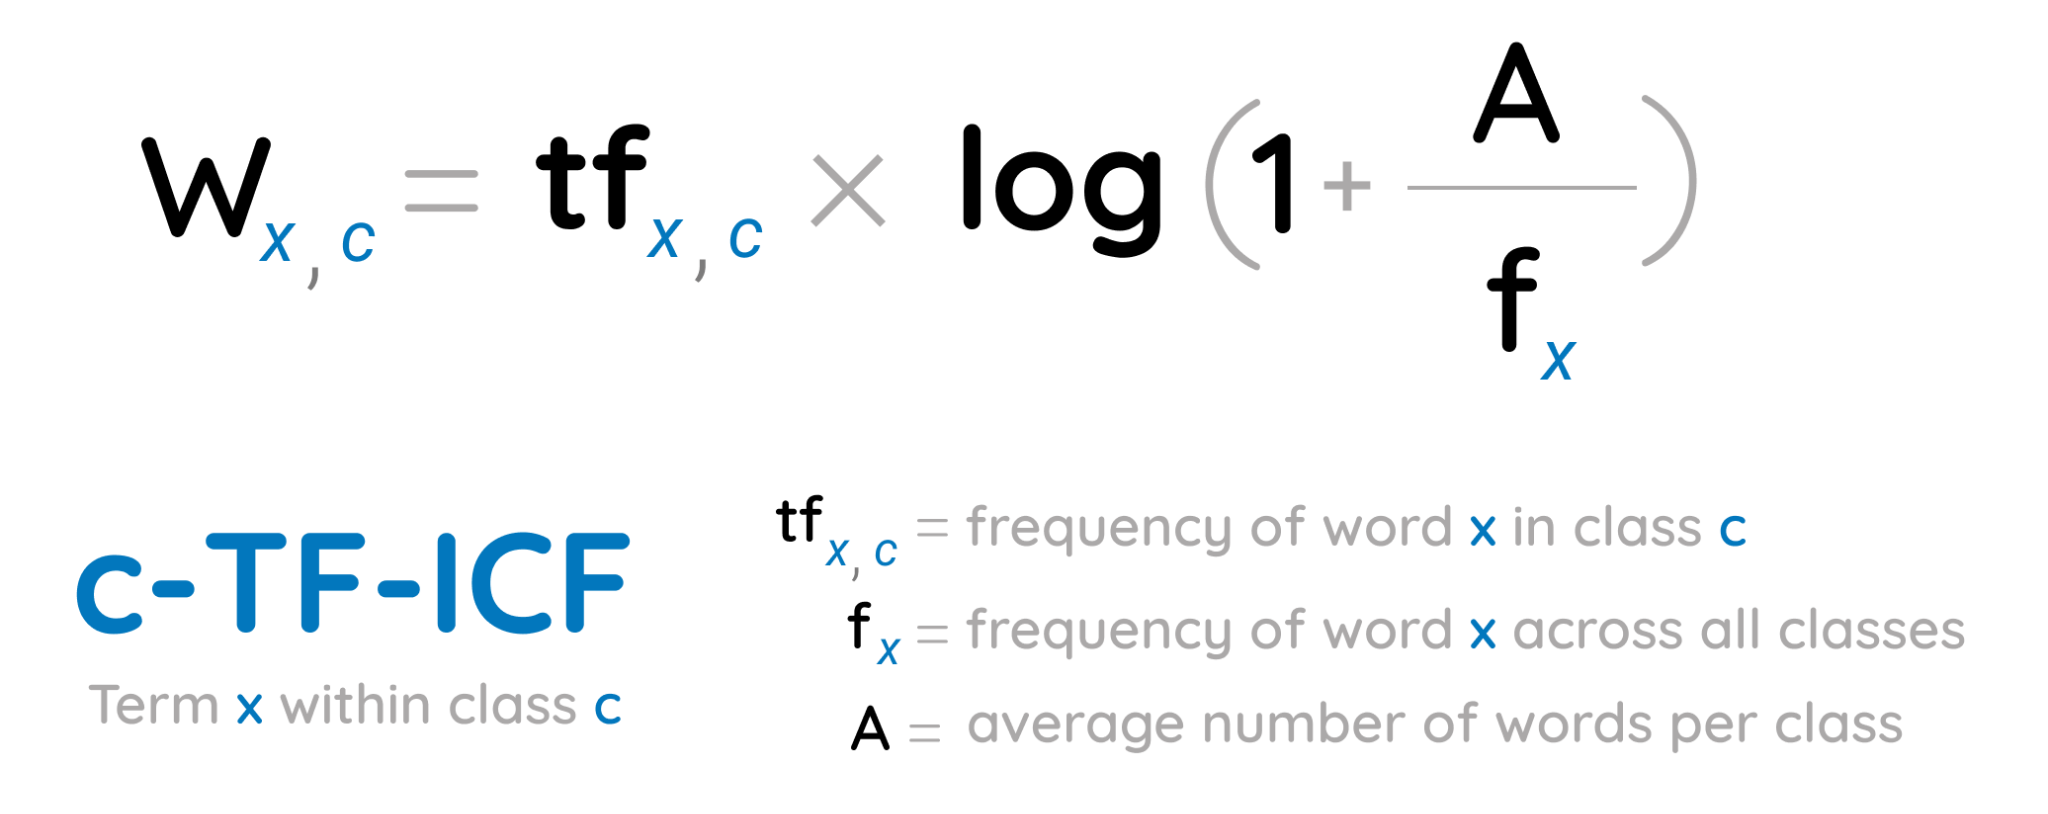 W x, c = tf x, c × log (1 + A / f x)
c-TF-ICF
Term x within class c
tf x, c = frequency of word x in class c
f x = frequency of word x across all classes
A = average number of words per class